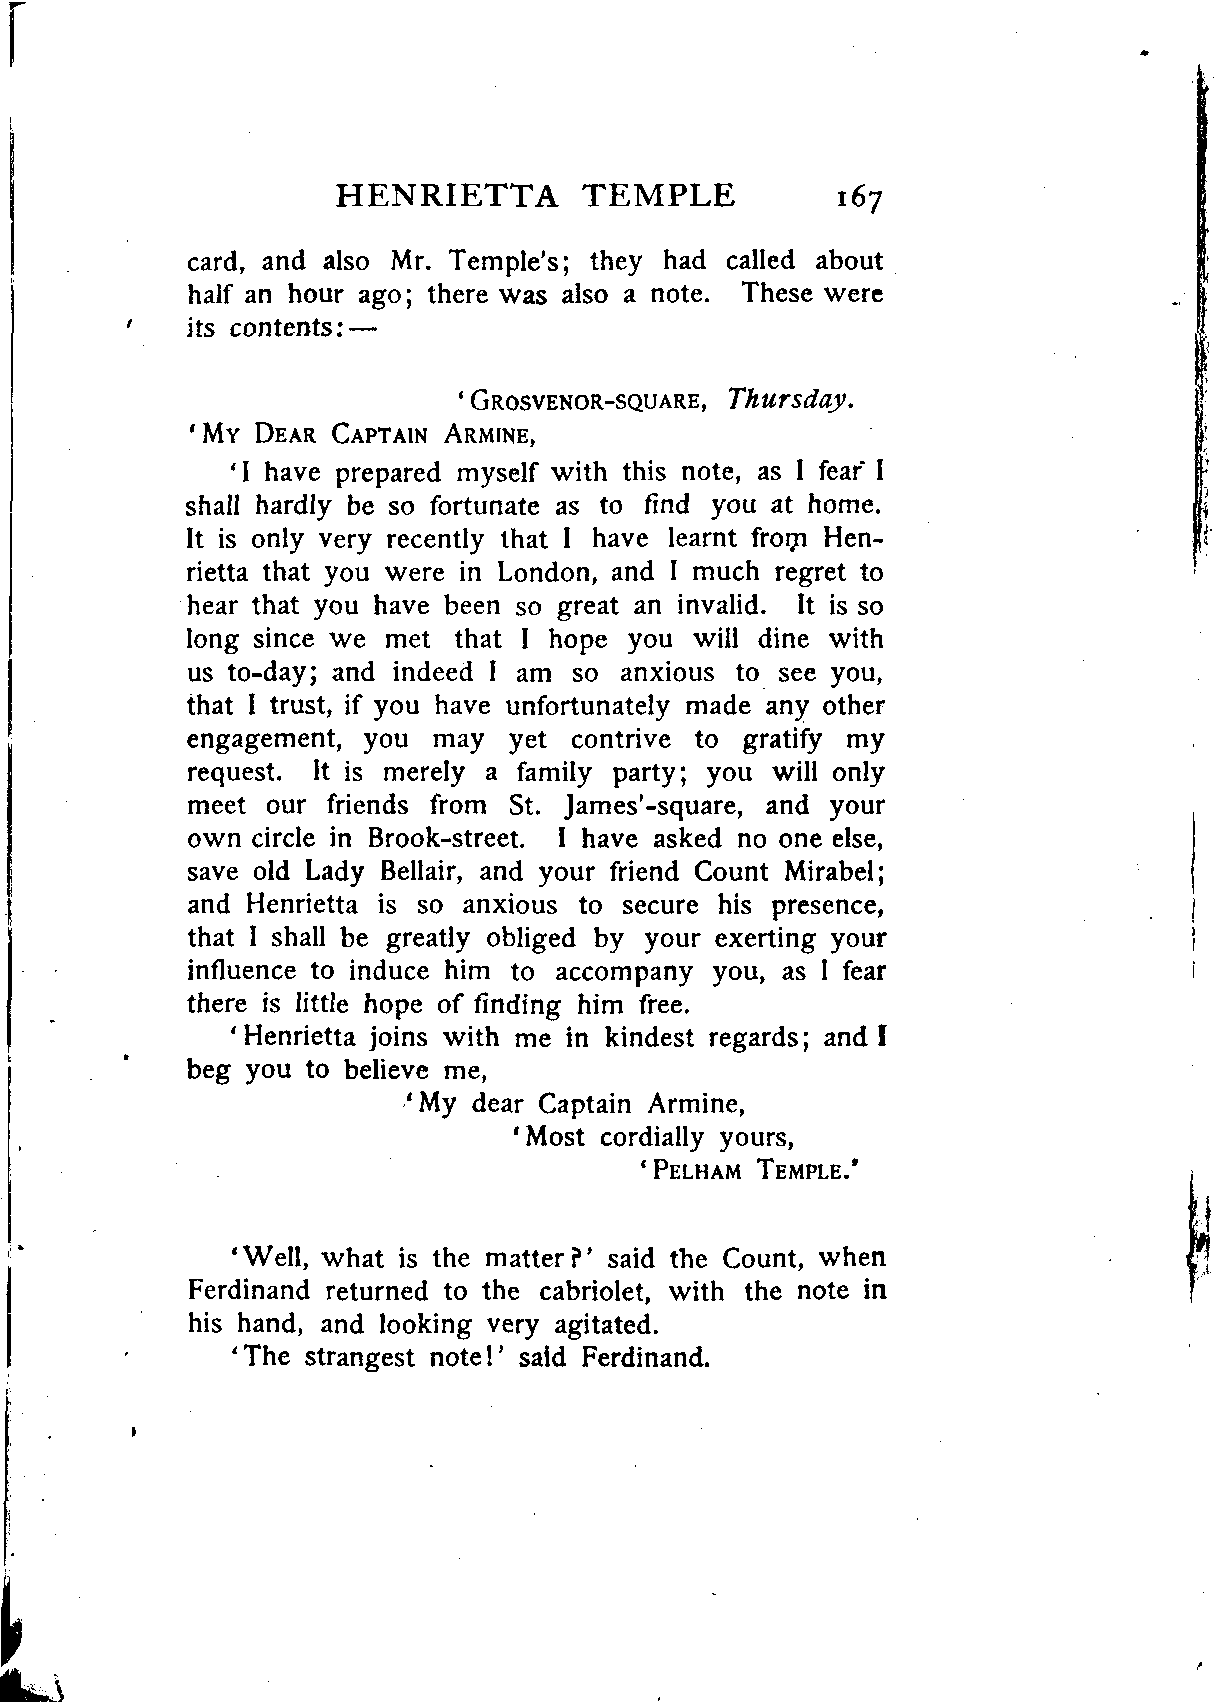 HENRIETTA TEMPLE 167
card, and also Mr. Temple's; they had called about
half an hour ago; there was also a note. These were
its contents:—
'GROSVENOR-SQUARE, Thursday.
'MY DEAR CAPTAIN ARMINE,
'I have prepared myself with this note, as I fear I
shall hardly be so fortunate as to find you at home.
It is only very recently that I have learnt from Hen-
rietta that you were in London, and I much regret to
hear that you have been so great an invalid. It is so
long since we met that I hope you will dine with
us to-day; and indeed I am so anxious to see you,
that I trust, if you have unfortunately made any other
engagement, you may yet contrive to gratify my
request. It is merely a family party; you will only
meet our friends from St. James'-square, and your
own circle in Brook-street. I have asked no one else,
save old Lady Bellair, and your friend Count Mirabel;
and Henrietta is so anxious to secure his presence,
that I shall be greatly obliged by your exerting your
influence to induce him to accompany you, as I fear
there is little hope of finding him free.
'Henrietta joins with me in kindest regards; and I
beg you to believe me,
'My dear Captain Armine,
'Most cordially yours,
'PELHAM TEMPLE.'
'Well, what is the matter?' said the Count, when
Ferdinand returned to the cabriolet, with the note in
his hand, and looking very agitated.
'The strangest note!' said Ferdinand.